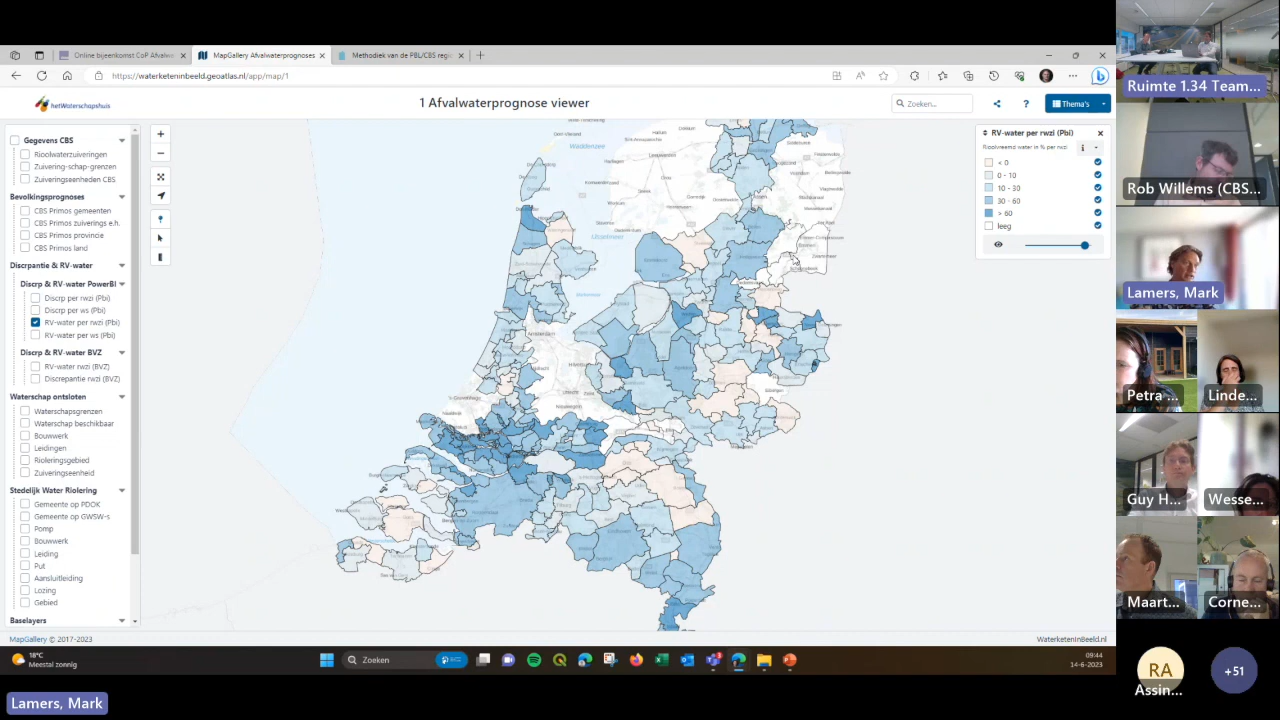 Online bijeenkomst CoP Afvalw
MapGallery Afvalwaterprognoses
Methodiek van de PBL/CBS regi
https://waterketeninbeeld.geoatlas.nl/app/map/1
hetWaterschapshuis
1 Afvalwaterprognose viewer
Zoeken...
?
Thema's
Gegevens CBS
Rioolwaterzuiveringen
Zuivering-schap-grenzen
Zuiveringseenheden CBS
Bevolkingsprognoses
CBS Primos gemeenten
CBS Primos zuiverings e.h.
CBS Primos provincie
CBS Primos land
Discrpantie & RV-water
Discrp & RV-water PowerBI
Discrp per rwzi (Pbi)
Discrp per ws (Pbi)
RV-water per rwzi (Pbi)
RV-water per ws (Pbi)
Discrp & RV-water BVZ
RV-water rwzi (BVZ)
Discrepantie rwzi (BVZ)
Waterschap ontsloten
Waterschapsgrenzen
Waterschap beschikbaar
Bouwwerk
Leidingen
Rioleringsgebied
Zuiveringseenheid
Stedelijk Water Riolering
Gemeente op PDOK
Gemeente op GWSW-s
Pomp
Bouwwerk
Leiding
Put
Aansluitleiding
Lozing
Gebied
Baselayers
RV-water per rwzi (Pbi)
Rioolvreemd water in % per rwzi
< 0
0 - 10
10 - 30
30 - 60
> 60
leeg
Waddenzee
IJsselmeer
Amsterdam
MapGallery © 2017-2023
WaterketenInBeeld.nl
18°C
Meestal zonnig
Zoeken
09:44
14-6-2023
Lamers, Mark
Ruimte 1.34 Team...
Rob Willems (CBS...
Lamers, Mark
Petra ...
Linde...
Guy H...
Wesse...
Maart...
Corne...
RA
Assin...
+51